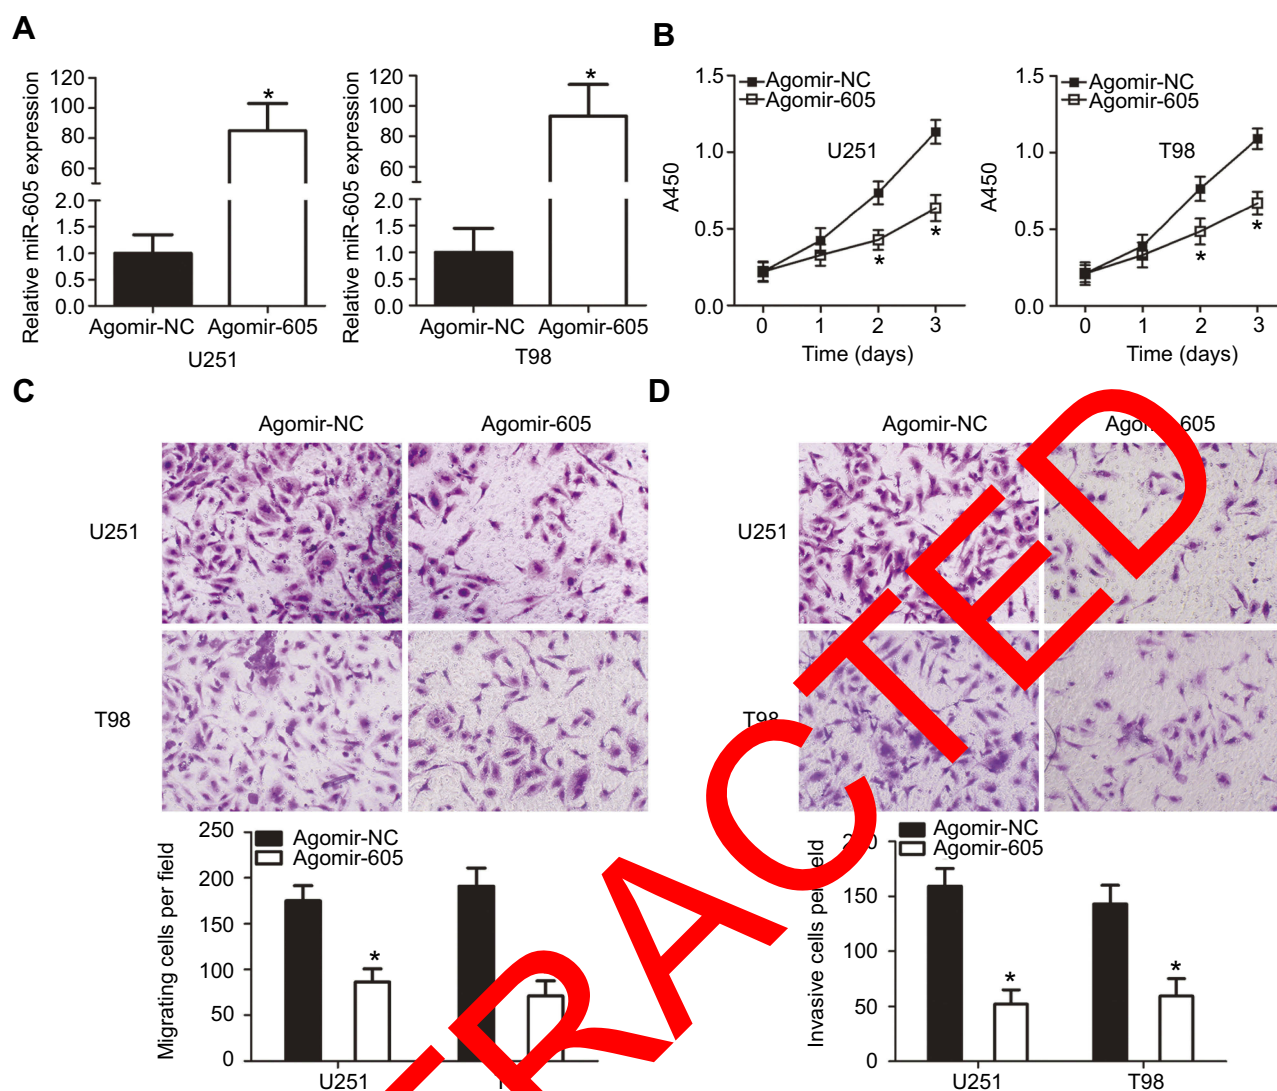 A
Relative miR-605 expression
120
100
80
60
2.0
1.5
1.0
0.5
0.0
*
Agomir-NC Agomir-605
U251
Relative miR-605 expression
120
100
80
60
2.0
1.5
1.0
0.5
0.0
*
Agomir-NC Agomir-605
T98
B
A450
1.5
1.0
0.5
0.0
Agomir-NC
Agomir-605
U251
*
*
0 1 2 3
Time (days)
A450
1.5
1.0
0.5
0.0
Agomir-NC
Agomir-605
T98
*
*
0 1 2 3
Time (days)
C
Agomir-NC Agomir-605
U251
T98
Migrating cells per field
250
200
150
100
50
0
Agomir-NC
Agomir-605
*
U251
D
Agomir-NC
U251
T98
Invasive cells per field
150
100
50
0
Agomir-NC
Agomir-605
*
*
U251 T98
RACTED